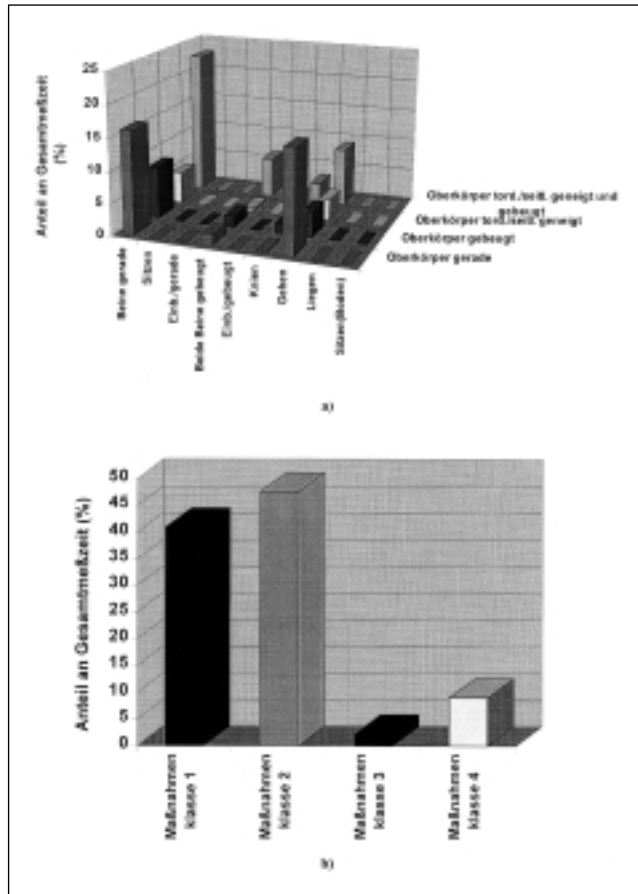 Anteil an Gesamtmeßzeit
(%)
25
20
15
10
5
0
Beine gerade
Sitzen
Einb./gerade
Beide Beine gebeugt
Einb./gebeugt
Knien
Gehen
Liegen
Sitzen(Boden)
Oberkörper tord./seitl. geneigt und
gebeugt
Oberkörper tord./seitl. geneigt
Oberkörper gebeugt
Oberkörper gerade
a)
Anteil an Gesamtmeßzeit (%)
50
45
40
35
30
25
20
15
10
5
0
Maßnahmen
klasse 1
Maßnahmen
klasse 2
Maßnahmen
klasse 3
Maßnahmen
klasse 4
b)